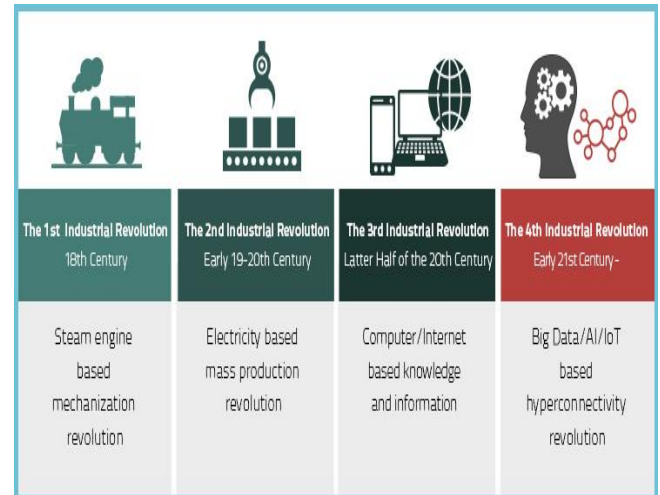 The 1st Industrial Revolution
18th Century
Steam engine
based
mechanization
revolution
The 2nd Industrial Revolution
Early 19-20th Century
Electricity based
mass production
revolution
The 3rd Industrial Revolution
Latter Half of the 20th Century
Computer/Internet
based knowledge
and information
The 4th Industrial Revolution
Early 21st Century-
Big Data/AI/IoT
based
hyperconnectivity
revolution